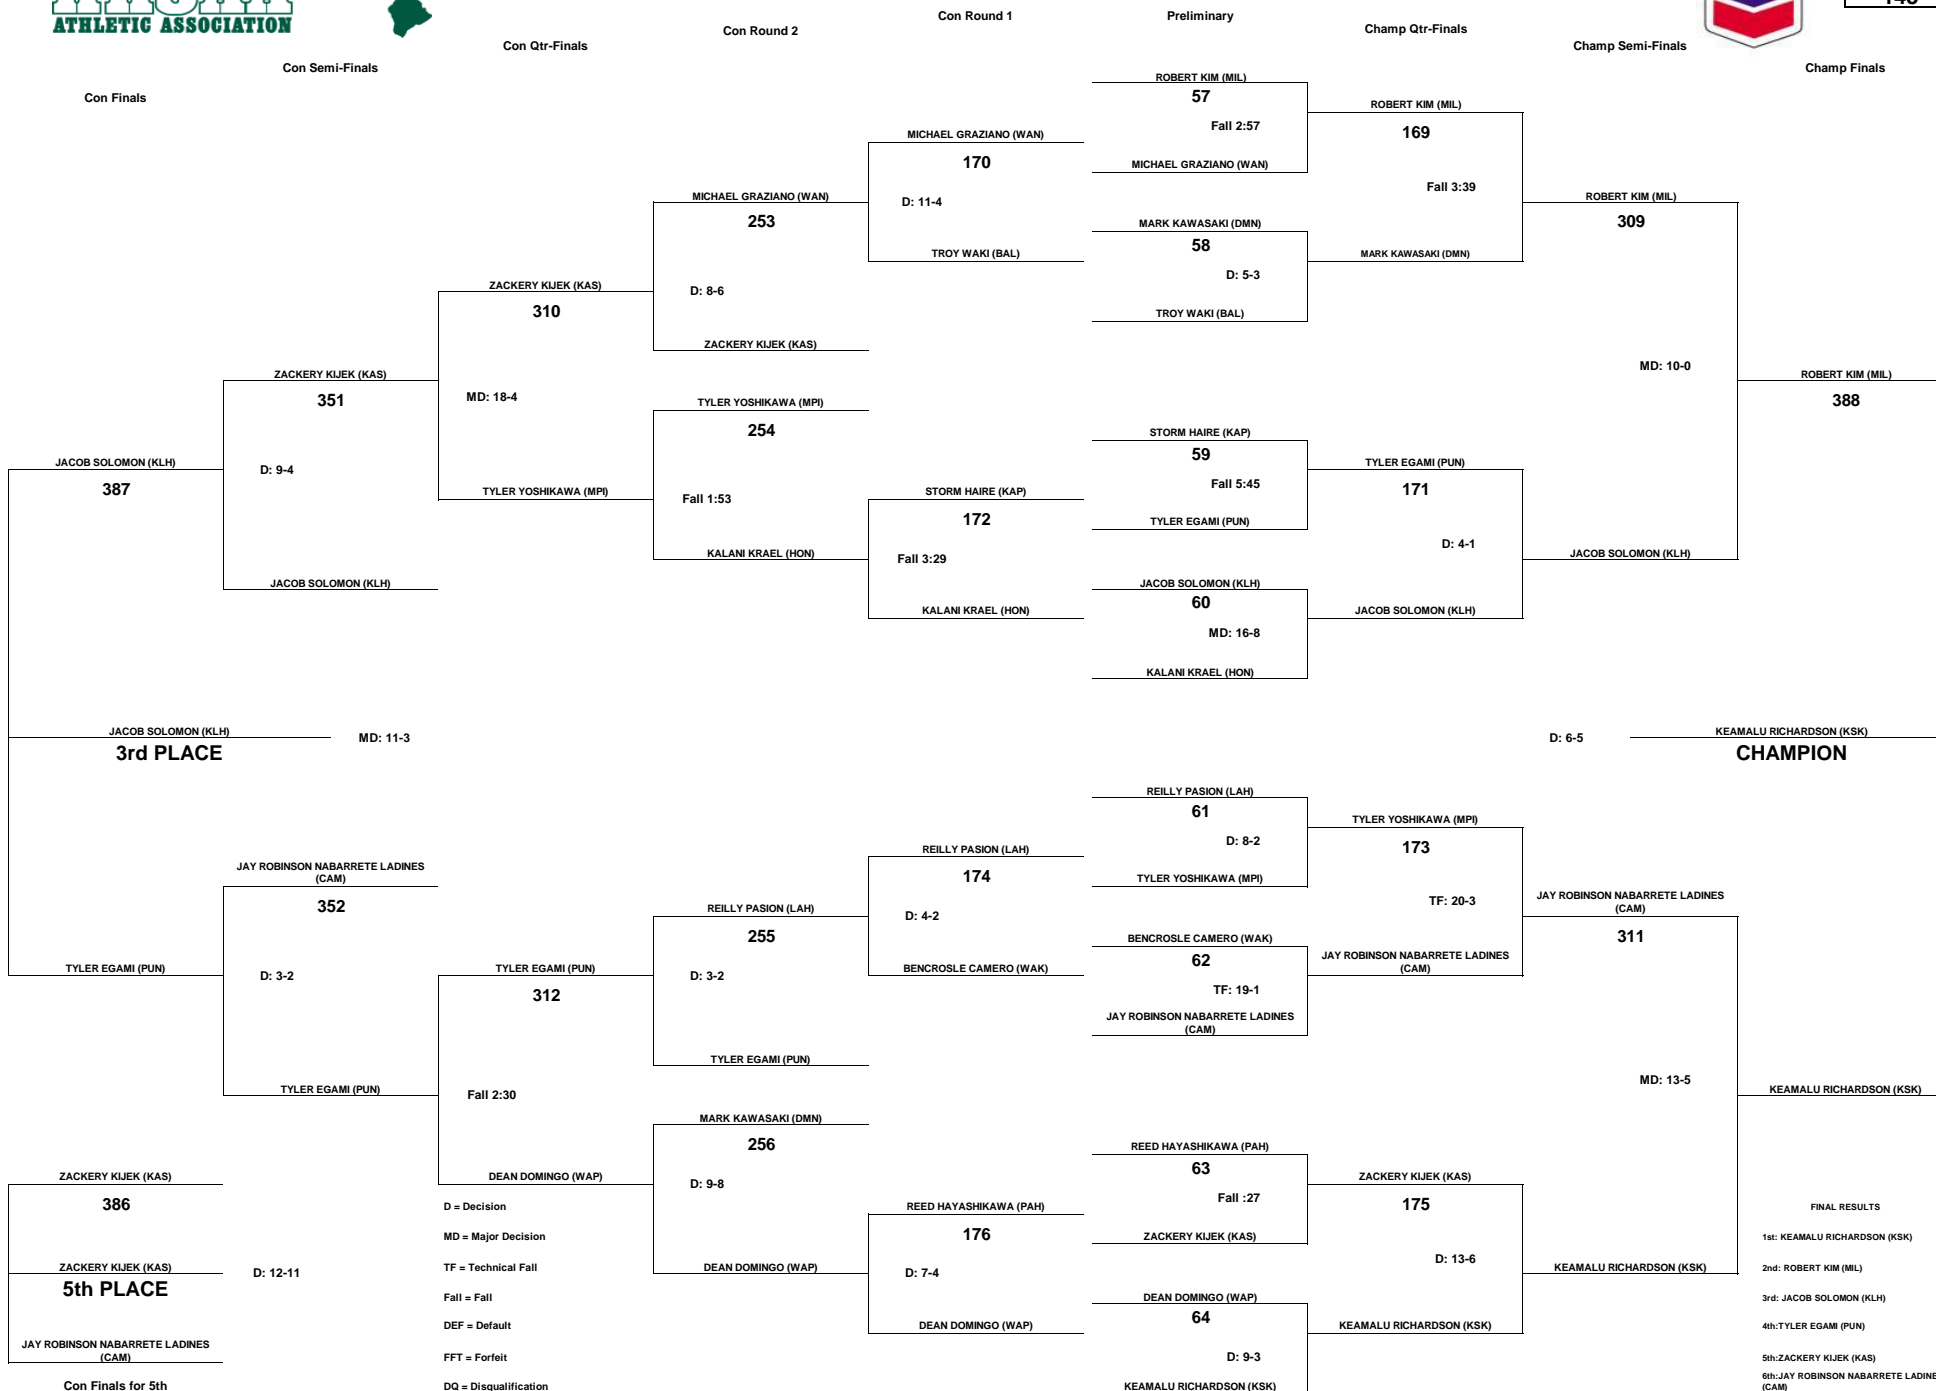 ATHLETIC ASSOCIATION
Con Finals
Con Semi-Finals
Con Qtr-Finals
Con Round 2
Con Round 1
Preliminary
Champ Qtr-Finals
Champ Semi-Finals
Champ Finals
ROBERT KIM (MIL)
57
Fall 2:57
MICHAEL GRAZIANO (WAN)
MARK KAWASAKI (DMN)
58
D: 5-3
TROY WAKI (BAL)
STORM HAIRE (KAP)
59
Fall 5:45
TYLER EGAMI (PUN)
JACOB SOLOMON (KLH)
60
MD: 16-8
KALANI KRAEL (HON)
REILLY PASION (LAH)
61
D: 8-2
TYLER YOSHIKAWA (MPI)
BENCROSLE CAMERO (WAK)
62
TF: 19-1
JAY ROBINSON NABARRETE LADINES
(CAM)
REED HAYASHIKAWA (PAH)
63
Fall :27
ZACKERY KIJEK (KAS)
DEAN DOMINGO (WAP)
64
D: 9-3
KEAMALU RICHARDSON (KSK)
ROBERT KIM (MIL)
169
Fall 3:39
MARK KAWASAKI (DMN)
TYLER EGAMI (PUN)
171
D: 4-1
JACOB SOLOMON (KLH)
TYLER YOSHIKAWA (MPI)
173
TF: 20-3
JAY ROBINSON NABARRETE LADINES
(CAM)
ZACKERY KIJEK (KAS)
175
D: 13-6
KEAMALU RICHARDSON (KSK)
ROBERT KIM (MIL)
309
MD: 10-0
JACOB SOLOMON (KLH)
JAY ROBINSON NABARRETE LADINES
(CAM)
311
MD: 13-5
KEAMALU RICHARDSON (KSK)
ROBERT KIM (MIL)
388
D: 6-5
KEAMALU RICHARDSON (KSK)
CHAMPION
KEAMALU RICHARDSON (KSK)
MICHAEL GRAZIANO (WAN)
170
D: 11-4
TROY WAKI (BAL)
STORM HAIRE (KAP)
172
Fall 3:29
KALANI KRAEL (HON)
REILLY PASION (LAH)
174
D: 4-2
BENCROSLE CAMERO (WAK)
REED HAYASHIKAWA (PAH)
176
D: 7-4
DEAN DOMINGO (WAP)
MICHAEL GRAZIANO (WAN)
253
D: 8-6
ZACKERY KIJEK (KAS)
TYLER YOSHIKAWA (MPI)
254
Fall 1:53
KALANI KRAEL (HON)
REILLY PASION (LAH)
255
D: 3-2
TYLER EGAMI (PUN)
MARK KAWASAKI (DMN)
256
D: 9-8
DEAN DOMINGO (WAP)
ZACKERY KIJEK (KAS)
310
MD: 18-4
TYLER YOSHIKAWA (MPI)
TYLER EGAMI (PUN)
312
Fall 2:30
DEAN DOMINGO (WAP)
ZACKERY KIJEK (KAS)
351
D: 9-4
JACOB SOLOMON (KLH)
JAY ROBINSON NABARRETE LADINES
(CAM)
352
D: 3-2
TYLER EGAMI (PUN)
JACOB SOLOMON (KLH)
387
JACOB SOLOMON (KLH)
3rd PLACE
MD: 11-3
TYLER EGAMI (PUN)
ZACKERY KIJEK (KAS)
386
ZACKERY KIJEK (KAS)
5th PLACE
D: 12-11
JAY ROBINSON NABARRETE LADINES
(CAM)
Con Finals for 5th
D = Decision
MD = Major Decision
TF = Technical Fall
Fall = Fall
DEF = Default
FFT = Forfeit
DQ = Disqualification
FINAL RESULTS
1st: KEAMALU RICHARDSON (KSK)
2nd: ROBERT KIM (MIL)
3rd: JACOB SOLOMON (KLH)
4th:TYLER EGAMI (PUN)
5th:ZACKERY KIJEK (KAS)
6th:JAY ROBINSON NABARRETE LADINE
(CAM)